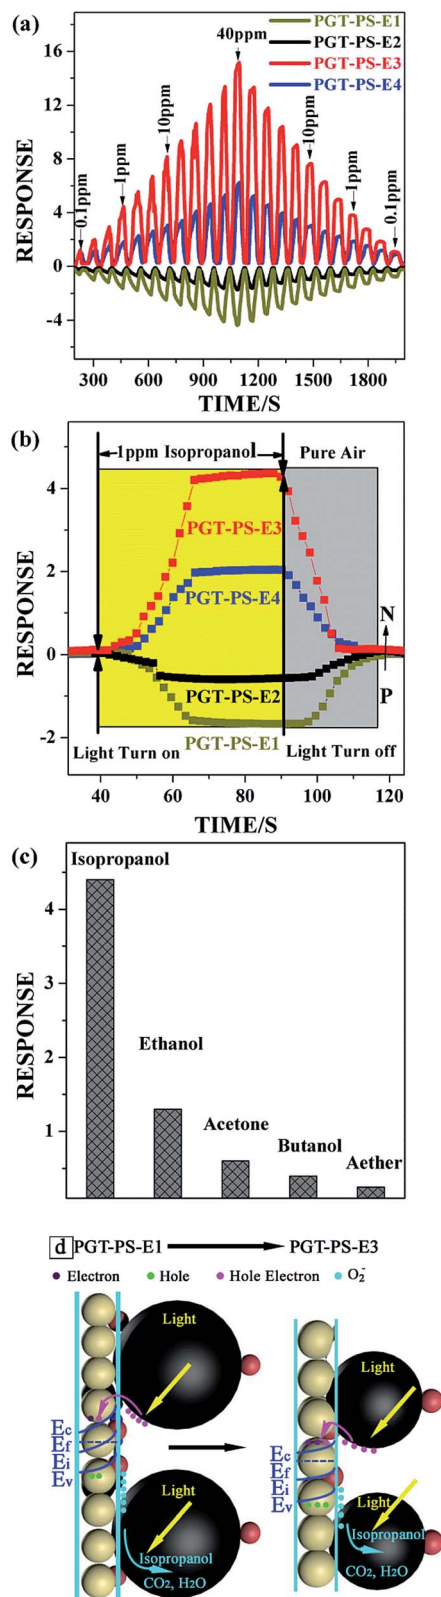 (a)
40ppm
PGT-PS-E1
PGT-PS-E2
PGT-PS-E3
PGT-PS-E4
0.1ppm
1ppm
10ppm
10ppm
1ppm
0.1ppm
16
12
8
4
0
-4
RESPONSE
300 600 900 1200 1500 1800
TIME/S
(b)
1ppm Isopropanol
Pure Air
PGT-PS-E3
PGT-PS-E4
PGT-PS-E2
PGT-PS-E1
N
P
Light Turn on
Light Turn off
4
2
0
-2
RESPONSE
40 60 80 100 120
TIME/S
(c)
Isopropanol
Ethanol
Acetone
Butanol
Aether
4
3
2
1
RESPONSE
d PGT-PS-E1 PGT-PS-E3
Electron Hole Hole Electron O₂⁻
Light
Light
Ec
Ef
Ei
Ev
Ec
Ef
Ei
Ev
Light
Isopropanol
CO₂, H₂O
Light
Isopropanol
CO₂, H₂O